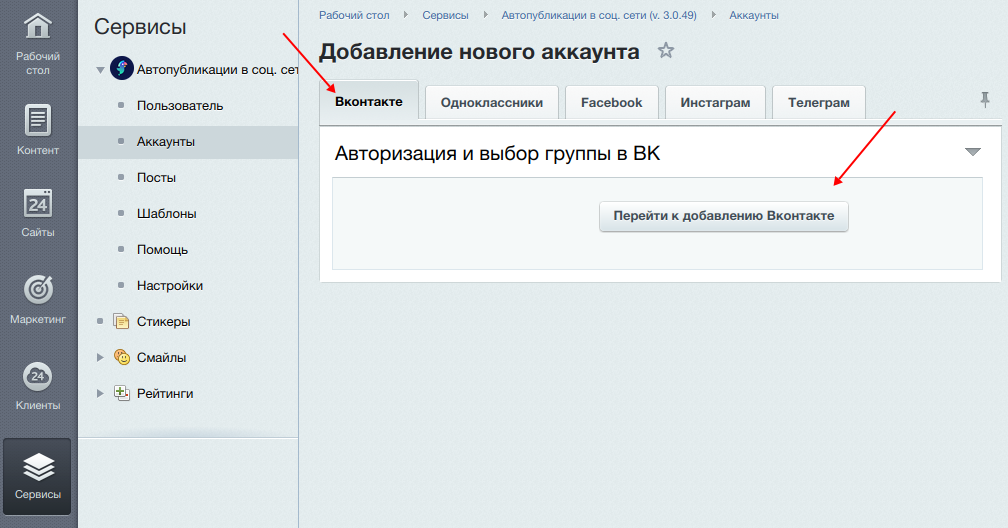 Рабочий
стол
Контент
24
Сайты
Маркетинг
24
Клиенты
Сервисы
Сервисы
Автопубликации в соц. сет
Пользователь
Аккаунты
Посты
Шаблоны
Помощь
Настройки
Стикеры
Смайлы
Рейтинги
Рабочий стол Сервисы Автопубликации в соц. сети (v. 3.0.49) Аккаунты
Добавление нового аккаунта
Вконтакте Одноклассники Facebook Инстаграм Телеграм
Авторизация и выбор группы в ВК
Перейти к добавлению Вконтакте